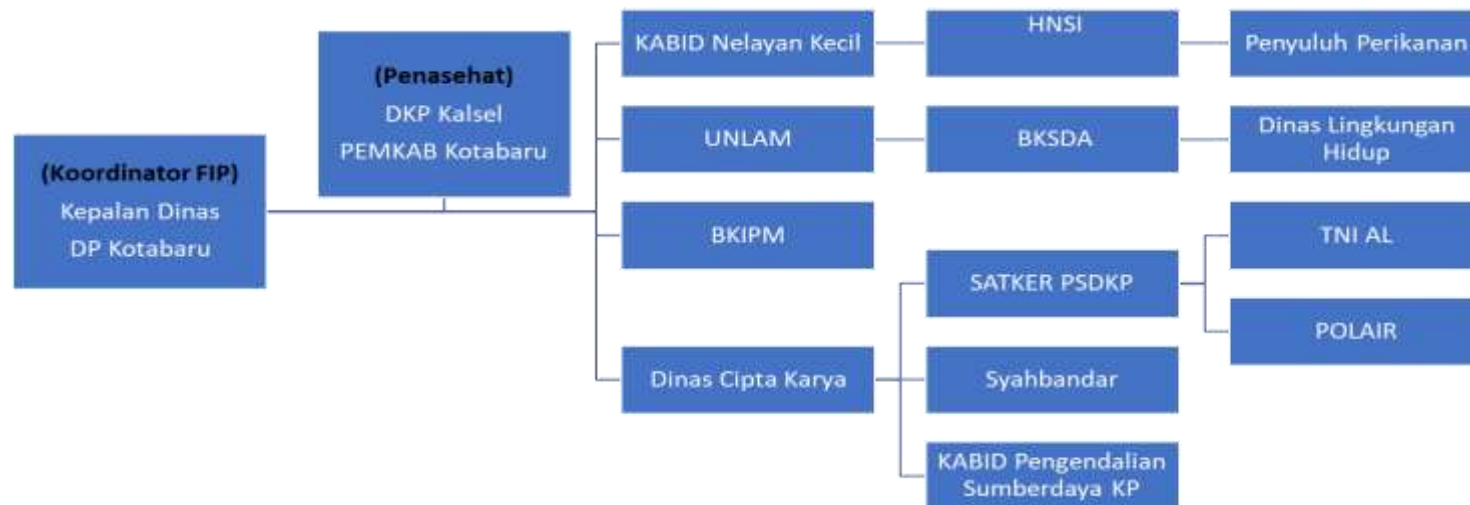 (Koordinator FIP)
Kepalan Dinas
DP Kotabaru
(Penasehat)
DKP Kalsel
PEMKAB Kotabaru
KABID Nelayan Kecil
HNSI
Penyuluh Perikanan
UNLAM
BKSDA
Dinas Lingkungan
Hidup
BKIPM
Dinas Cipta Karya
SATKER PSDKP
TNI AL
POLAIR
Syahbandar
KABID Pengendalian
Sumberdaya KP